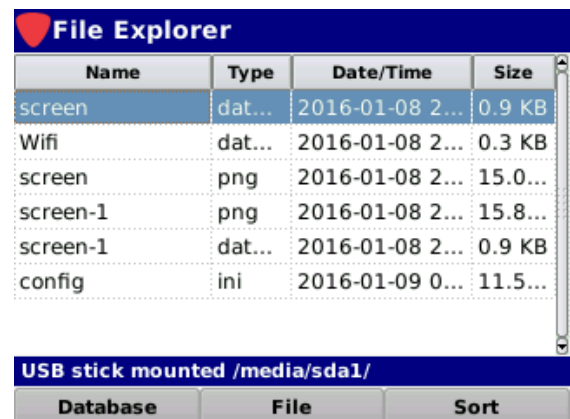 File Explorer
Name Type Date/Time Size
screen dat... 2016-01-08 2... 0.9 KB
Wifi dat... 2016-01-08 2... 0.3 KB
screen png 2016-01-08 2... 15.0...
screen-1 png 2016-01-08 2... 15.8...
screen-1 dat... 2016-01-08 2... 0.9 KB
config ini 2016-01-09 0... 11.5...
USB stick mounted /media/sda1/
Database File Sort